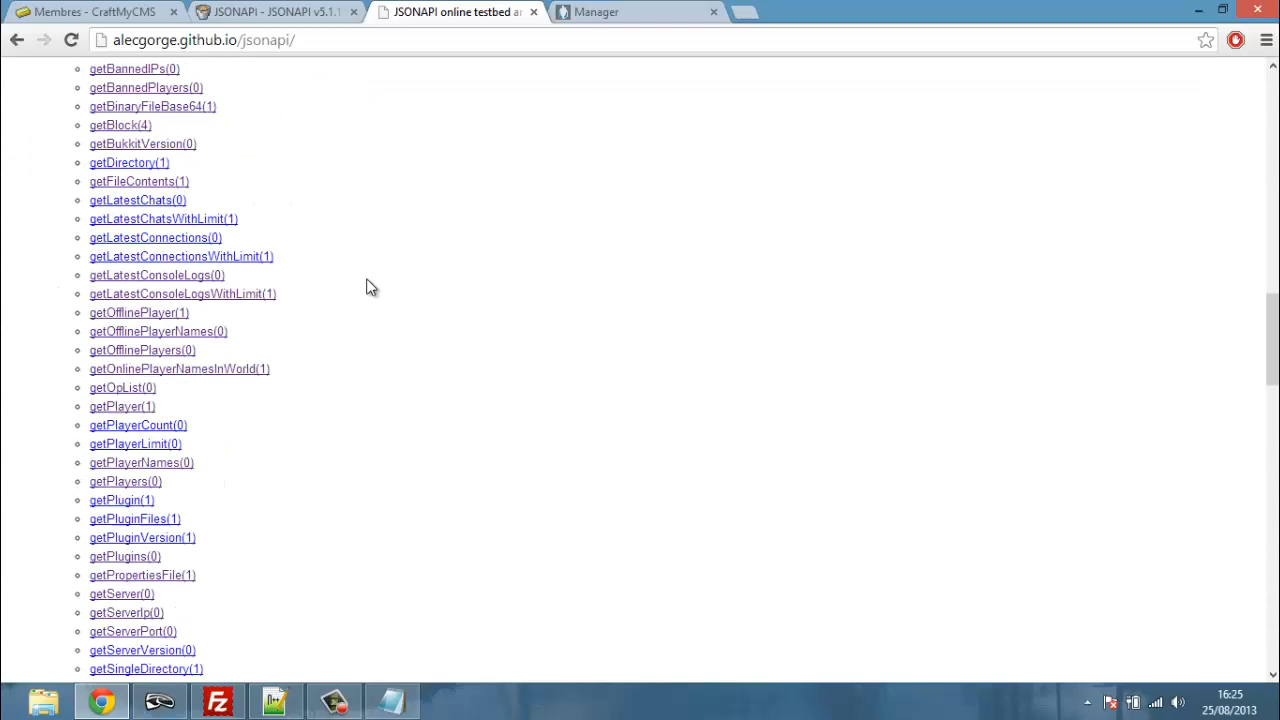 Membres - CraftMyCMS
JSONAPI - JSONAPI v5.1.1
JSONAPI online testbed ar
Manager
alecgorge.github.io/jsonapi/
getBannedIPs(0)
getBannedPlayers(0)
getBinaryFileBase64(1)
getBlock(4)
getBukkitVersion(0)
getDirectory(1)
getFileContents(1)
getLatestChats(0)
getLatestChatsWithLimit(1)
getLatestConnections(0)
getLatestConnectionsWithLimit(1)
getLatestConsoleLogs(0)
getLatestConsoleLogsWithLimit(1)
getOfflinePlayer(1)
getOfflinePlayerNames(0)
getOfflinePlayers(0)
getOnlinePlayerNamesInWorld(1)
getOpList(0)
getPlayer(1)
getPlayerCount(0)
getPlayerLimit(0)
getPlayerNames(0)
getPlayers(0)
getPlugin(1)
getPluginFiles(1)
getPluginVersion(1)
getPlugins(0)
getPropertiesFile(1)
getServer(0)
getServerIp(0)
getServerPort(0)
getServerVersion(0)
getSingleDirectory(1)
16:25
25/08/2013